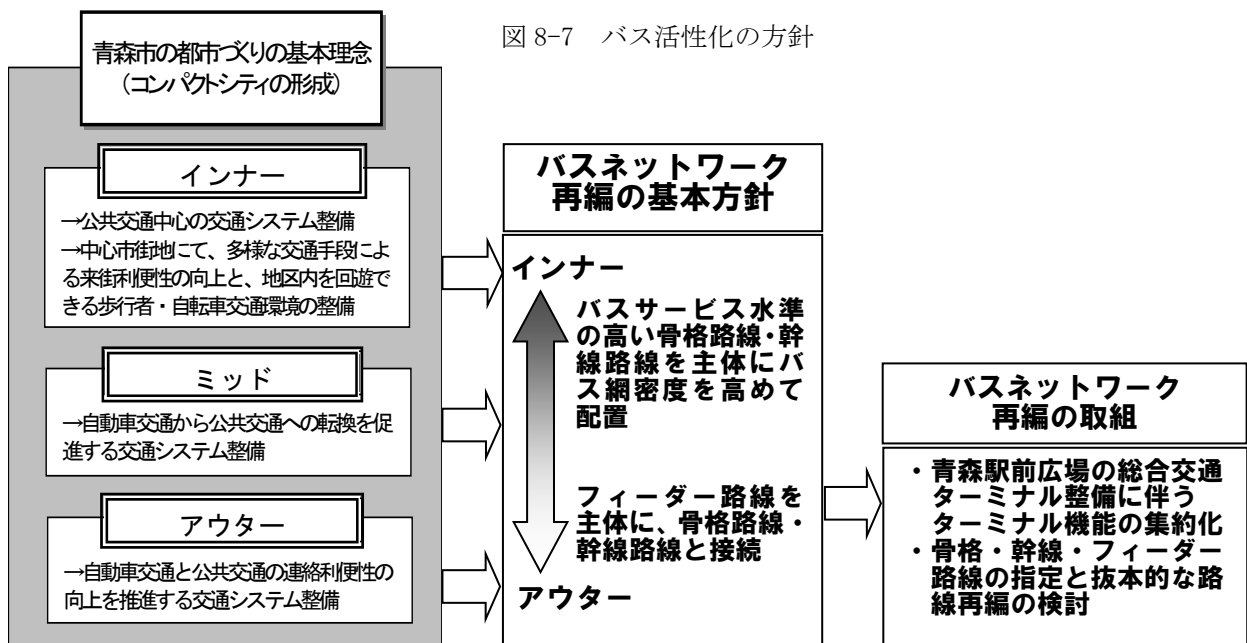 図 8-7　バス活性化の方針
青森市の都市づくりの基本理念
（コンパクトシティの形成）
インナー
→公共交通中心の交通システム整備
→中心市街地にて、多様な交通手段によ
る来街利便性の向上と、地区内を回遊で
きる歩行者・自転車交通環境の整備
ミッド
→自動車交通から公共交通への転換を促
進する交通システム整備
アウター
→自動車交通と公共交通の連絡利便性の
向上を推進する交通システム整備
バスネットワーク
再編の基本方針
インナー
バスサービス水準
の高い骨格路線・幹
線路線を主体にバ
ス網密度を高めて
配置
フィーダー路線を
主体に、骨格路線・
幹線路線と接続
アウター
バスネットワーク
再編の取組
・青森駅前広場の総合交通
ターミナル整備に伴う
ターミナル機能の集約化
・骨格・幹線・フィーダー
路線の指定と抜本的な路
線再編の検討